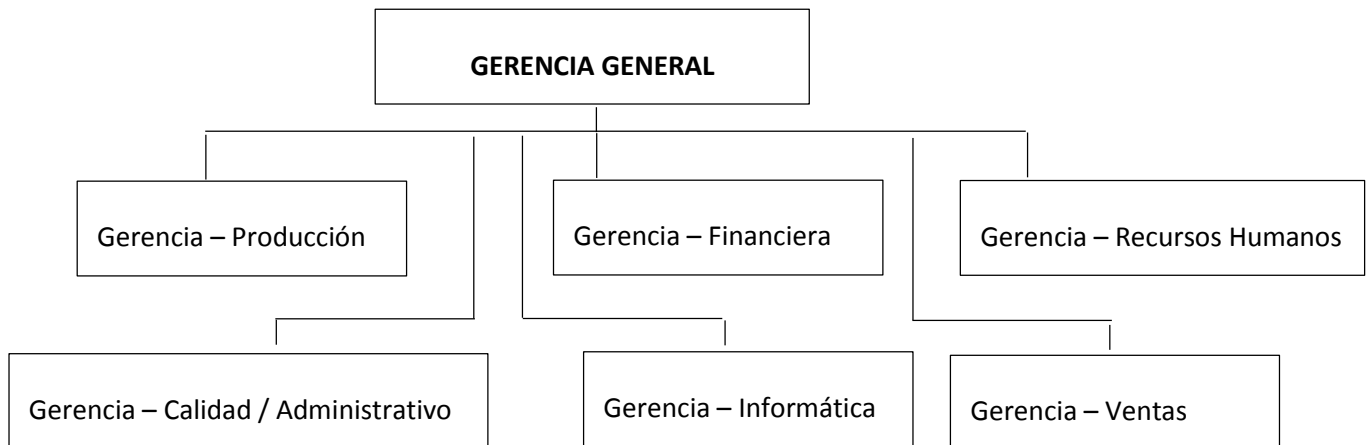 GERENCIA GENERAL
Gerencia – Producción
Gerencia – Financiera
Gerencia – Recursos Humanos
Gerencia – Calidad / Administrativo
Gerencia – Informática
Gerencia – Ventas